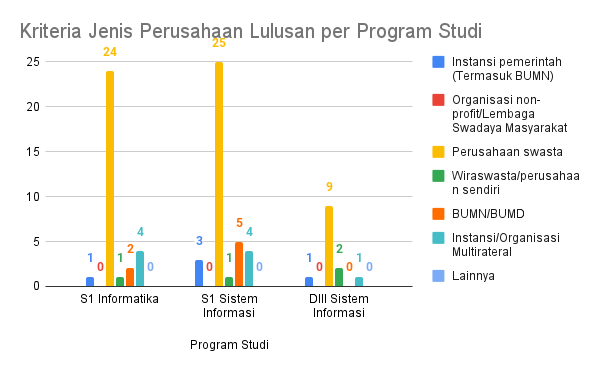 Kriteria Jenis Perusahaan Lulusan per Program Studi
25
20
15
10
5
0
1
0
24
1
2
4
0
3
0
25
1
5
4
0
1
0
9
2
0
1
0
S1 Informatika
S1 Sistem
Informasi
DIII Sistem
Informasi
Program Studi
Instansi pemerintah
(Termasuk BUMN)
Organisasi non-
profit/Lembaga
Swadaya Masyarakat
Perusahaan swasta
Wiraswasta/perusahaa
n sendiri
BUMN/BUMD
Instansi/Organisasi
Multirateral
Lainnya